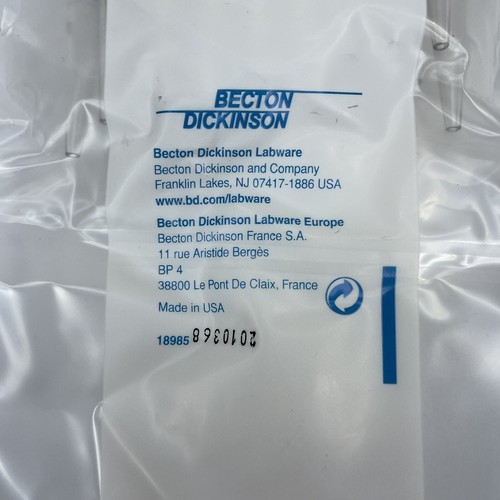 BECTON
DICKINSON
Becton Dickinson Labware
Becton Dickinson and Company
Franklin Lakes, NJ 07417-1886 USA
www.bd.com/labware
Becton Dickinson Labware Europe
Becton Dickinson France S.A.
11 rue Aristide Bergès
BP 4
38800 Le Pont De Claix, France
Made in USA
18985 2010368